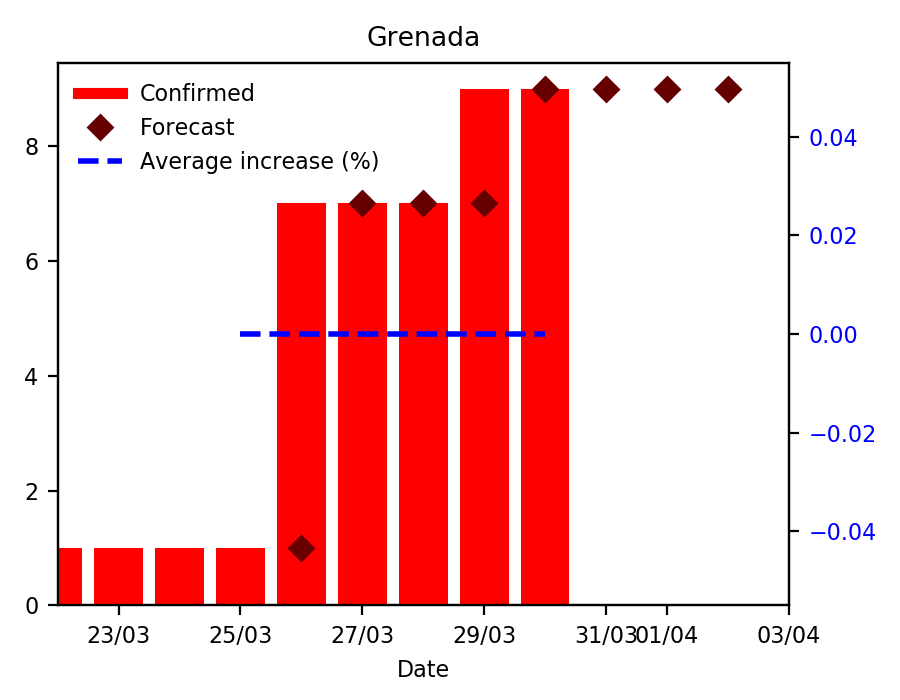 Grenada
Confirmed
Forecast
Average increase (%)
8
6
4
2
0
0.04
0.02
0.00
−0.02
−0.04
23/03 25/03 27/03 29/03 31/03 01/04 03/04
Date